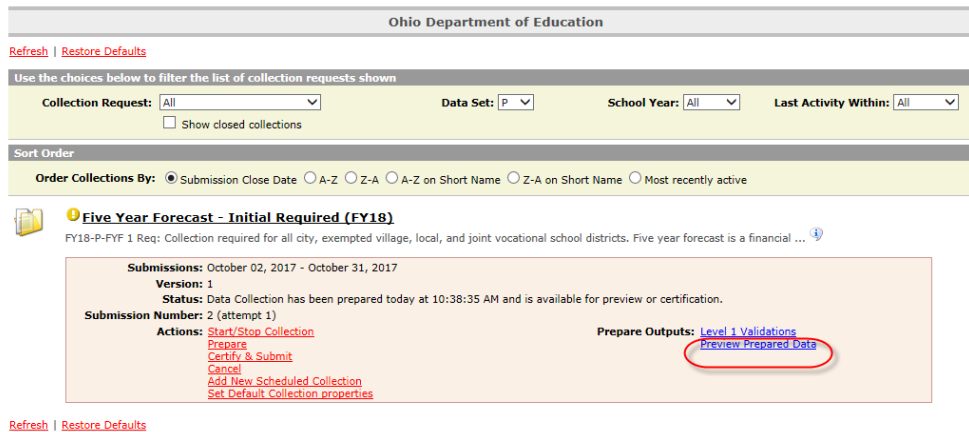 Ohio Department of Education
Refresh | Restore Defaults
Use the choices below to filter the list of collection requests shown
Collection Request: All Data Set: P School Year: All Last Activity Within: All
Show closed collections
Sort Order
Order Collections By: Submission Close Date A-Z Z-A A-Z on Short Name Z-A on Short Name Most recently active
Five Year Forecast - Initial Required (FY18)
FY18-P-FYF 1 Req: Collection required for all city, exempted village, local, and joint vocational school districts. Five year forecast is a financial ...
Submissions: October 02, 2017 - October 31, 2017
Version: 1
Status: Data Collection has been prepared today at 10:38:35 AM and is available for preview or certification.
Submission Number: 2 (attempt 1)
Actions: Start/Stop Collection Prepare Outputs: Level 1 Validations
Prepare Preview Prepared Data
Certify & Submit
Cancel
Add New Scheduled Collection
Set Default Collection properties
Refresh | Restore Defaults